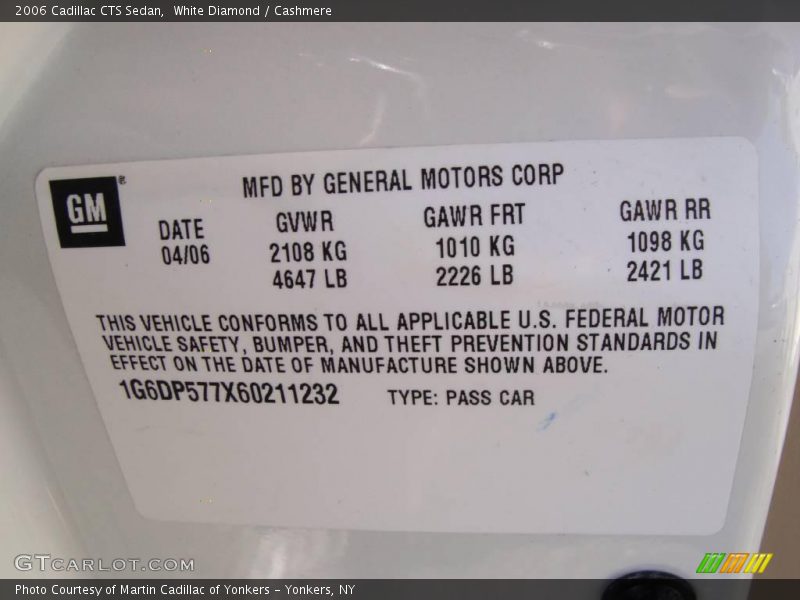 2006 Cadillac CTS Sedan,  White Diamond / Cashmere
MFD BY GENERAL MOTORS CORP
GM®
DATE GVWR GAWR FRT GAWR RR
04/06 2108 KG 1010 KG 1098 KG
4647 LB 2226 LB 2421 LB
THIS VEHICLE CONFORMS TO ALL APPLICABLE U.S. FEDERAL MOTOR
VEHICLE SAFETY, BUMPER, AND THEFT PREVENTION STANDARDS IN
EFFECT ON THE DATE OF MANUFACTURE SHOWN ABOVE.
1G6DP577X60211232 TYPE: PASS CAR
GTCARLOT.COM
Photo Courtesy of Martin Cadillac of Yonkers – Yonkers, NY